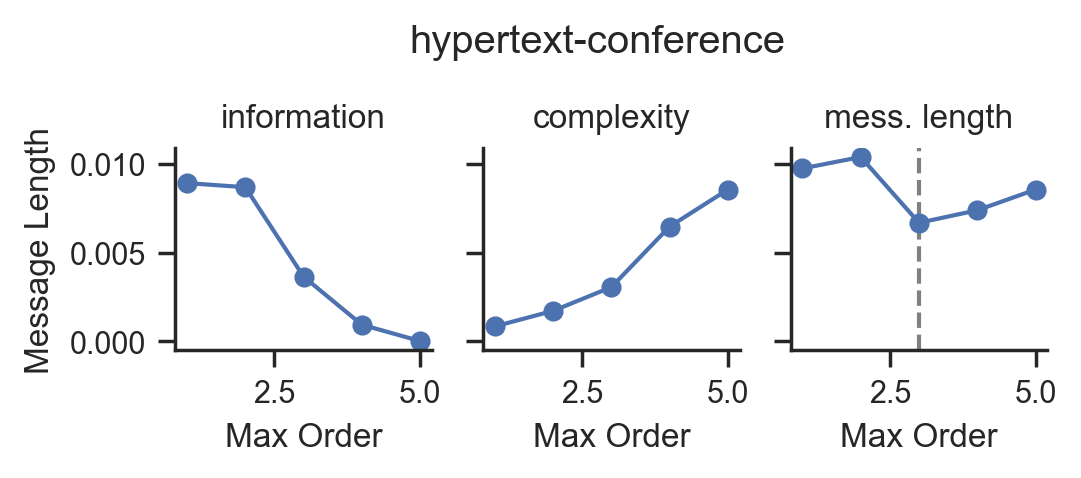 hypertext-conference
information complexity mess. length
Message Length
0.010
0.005
0.000
2.5 5.0 2.5 5.0 2.5 5.0
Max Order Max Order Max Order